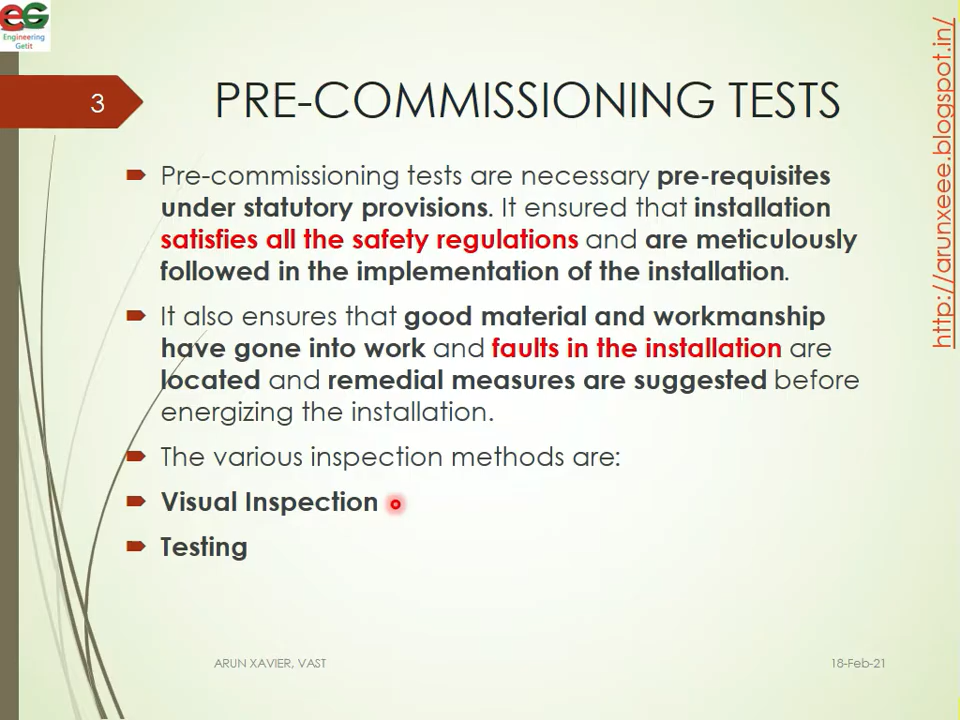 EG
Engineering
Getit
3
PRE-COMMISSIONING TESTS
http://arunxeee.blogspot.in/
Pre-commissioning tests are necessary pre-requisites
under statutory provisions. It ensured that installation
satisfies all the safety regulations and are meticulously
followed in the implementation of the installation.
It also ensures that good material and workmanship
have gone into work and faults in the installation are
located and remedial measures are suggested before
energizing the installation.
The various inspection methods are:
Visual Inspection
Testing
ARUN XAVIER, VAST
18-Feb-21